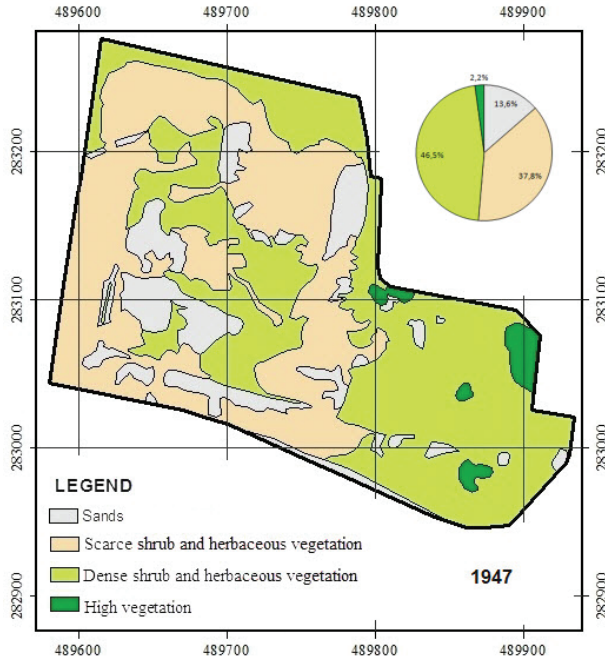 489600 489700 489800 489900
283200 283200
283100 283100
283000 283000
282900 282900
2,2%
13,6%
46,5%
37,8%
LEGEND
Sands
Scarce shrub and herbaceous vegetation
Dense shrub and herbaceous vegetation
High vegetation
1947
489600 489700 489800 489900